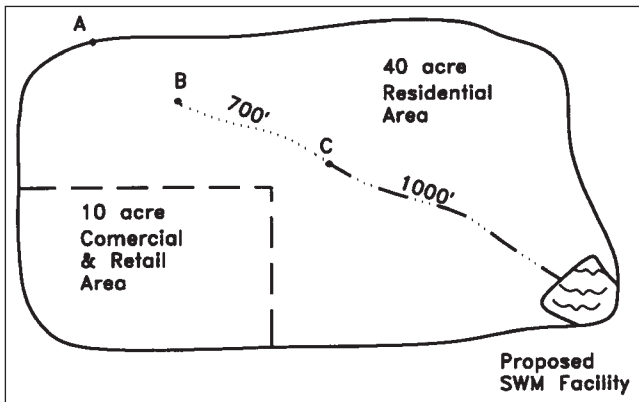 A
B
700'
40 acre
Residential
Area
C
1000'
10 acre
Comercial
& Retail
Area
Proposed
SWM Facility